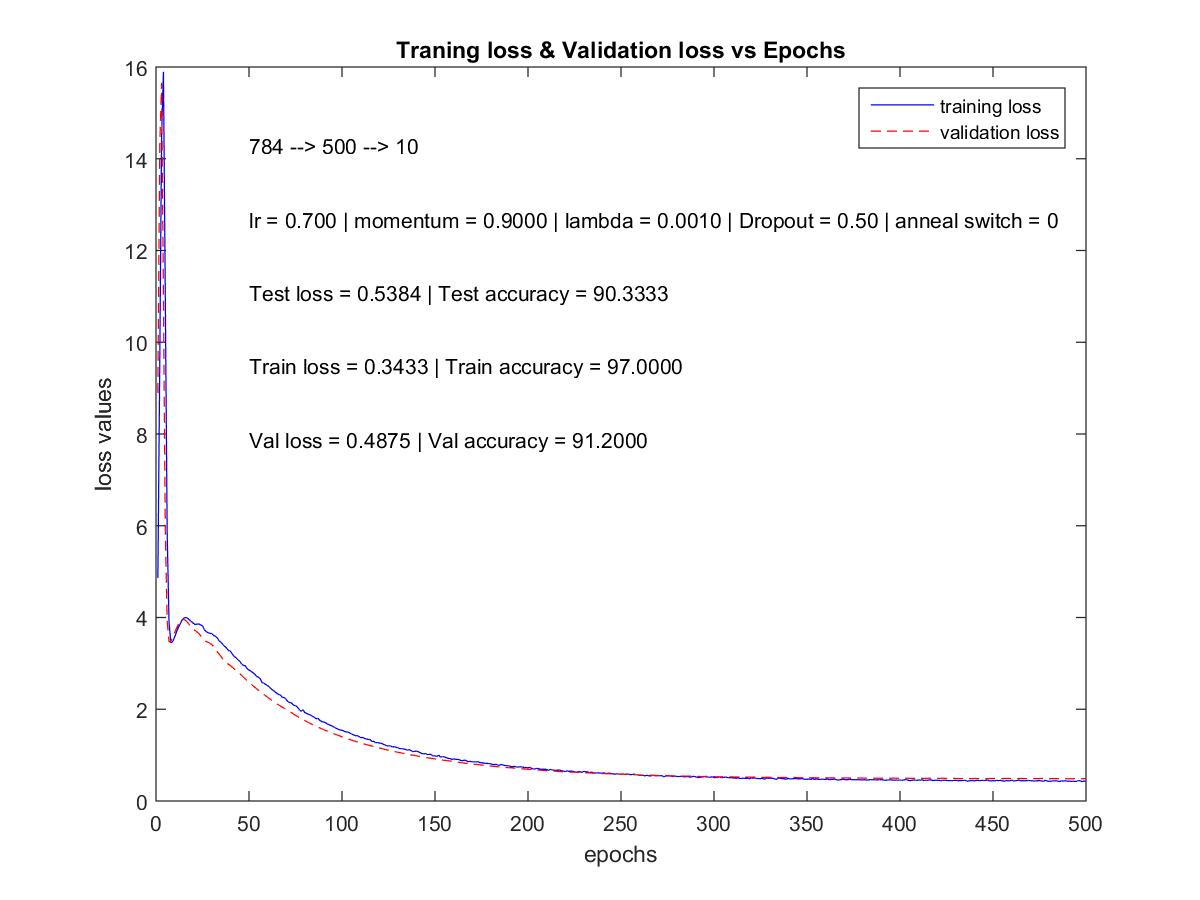 Traning loss & Validation loss vs Epochs
training loss
validation loss
784 --> 500 --> 10
lr = 0.700 | momentum = 0.9000 | lambda = 0.0010 | Dropout = 0.50 | anneal switch = 0
Test loss = 0.5384 | Test accuracy = 90.3333
Train loss = 0.3433 | Train accuracy = 97.0000
Val loss = 0.4875 | Val accuracy = 91.2000
loss values
16
14
12
10
8
6
4
2
0
0 50 100 150 200 250 300 350 400 450 500
epochs